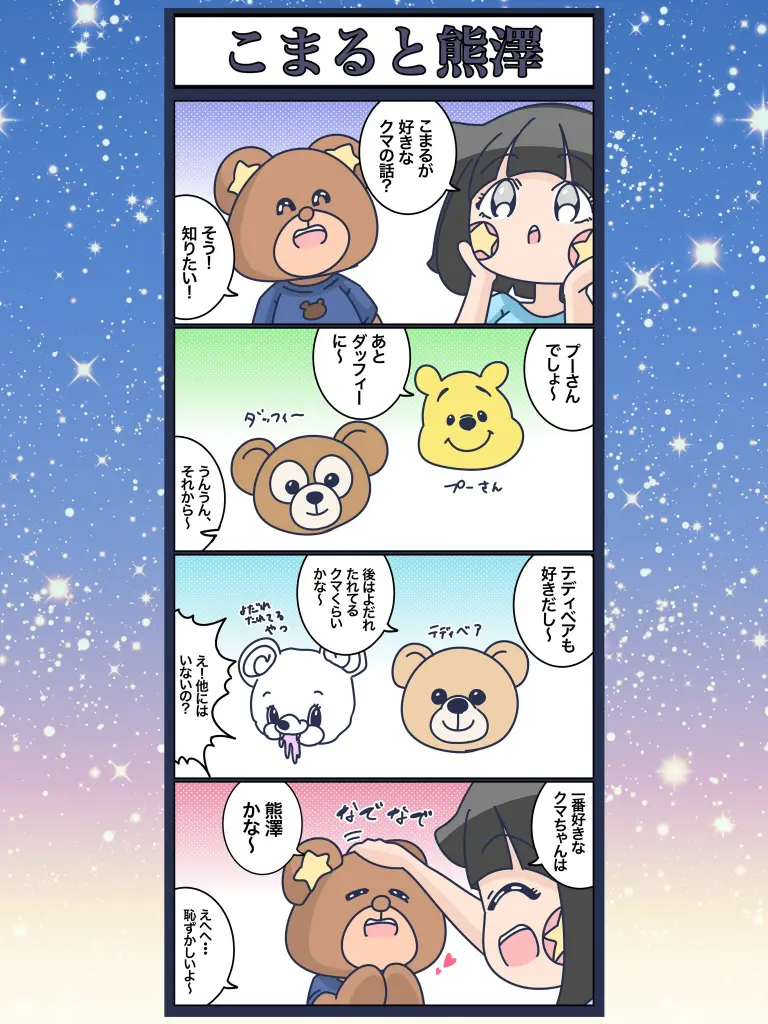 こまると熊澤
こまるが
好きな
クマの話?
そう!
知りたい!
プーさん
でしょ〜
あと
ダッフィー
に〜
プーさん
ダッフィー
うんうん、
それから〜
テディベアも
好きだし〜
後はよだれ
たれてる
クマくらい
かな〜
テディベア
よだれ
たれてる
やつ
え!他には
いないの?
一番好きな
クマちゃんは
なでなで
熊澤
かな〜
えへへ…
恥ずかしいよ〜